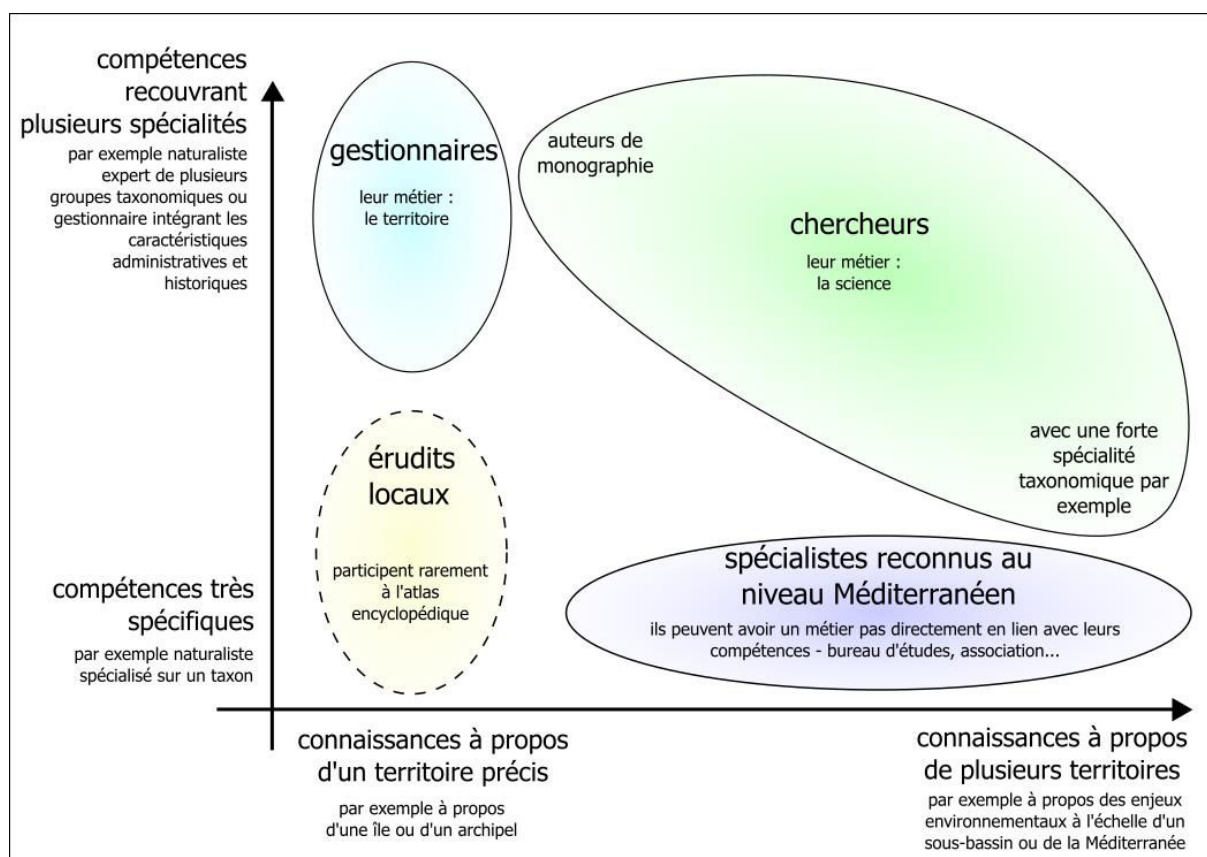 compétences
recouvrant
plusieurs spécialités
par exemple naturaliste
expert de plusieurs
groupes taxonomiques ou
gestionnaire intégrant les
caractéristiques
administratives et
historiques
gestionnaires
leur métier :
le territoire
auteurs de
monographie
chercheurs
leur métier :
la science
avec une forte
spécialité
taxonomique par
exemple
érudits
locaux
participent rarement
à l'atlas
encyclopédique
spécialistes reconnus au
niveau Méditerranéen
ils peuvent avoir un métier pas directement en lien avec leurs
compétences - bureau d'études, association...
compétences très
spécifiques
par exemple naturaliste
spécialisé sur un taxon
connaissances à propos
d'un territoire précis
par exemple à propos
d'une île ou d'un archipel
connaissances à propos
de plusieurs territoires
par exemple à propos des enjeux
environnementaux à l'échelle d'un
sous-bassin ou de la Méditerranée